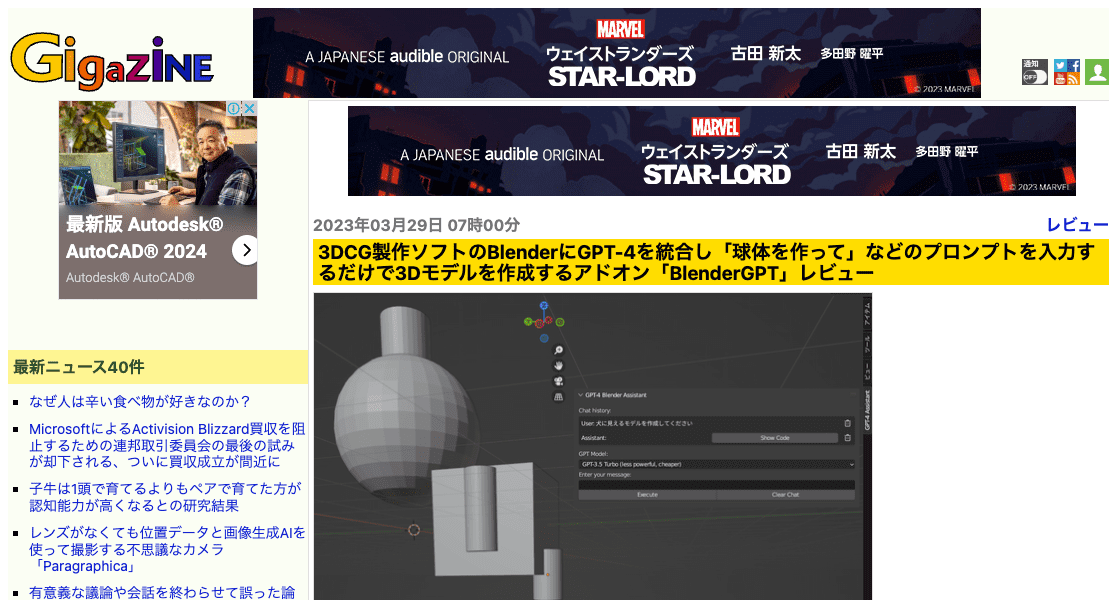 GigaZiNE
MARVEL
A JAPANESE audible ORIGINAL
ウェイストランダーズ
STAR-LORD
古田 新太
多田野 曜平
© 2023 MARVEL
通知
OFF
最新版 Autodesk®
AutoCAD® 2024
Autodesk® AutoCAD®
MARVEL
A JAPANESE audible ORIGINAL
ウェイストランダーズ
STAR-LORD
古田 新太
多田野 曜平
© 2023 MARVEL
2023年03月29日 07時00分
レビュー
3DCG製作ソフトのBlenderにGPT-4を統合し「球体を作って」などのプロンプトを入力す
るだけで3Dモデルを作成するアドオン「BlenderGPT」レビュー
最新ニュース40件
なぜ人は辛い食べ物が好きなのか？
MicrosoftによるActivision Blizzard買収を阻
止するための連邦取引委員会の最後の試み
が却下される、ついに買収成立が間近に
子牛は1頭で育てるよりもペアで育てた方が
認知能力が高くなるとの研究結果
レンズがなくても位置データと画像生成AIを
使って撮影する不思議なカメラ
「Paragraphica」
有意義な議論や会話を終わらせて誤った論
Z
Y
アイテム
ツール
ビュー
GPT-4 Assistant
GPT-4 Blender Assistant
Chat history:
User: 犬に見えるモデルを作成してください
Assistant:
Show Code
GPT Model:
GPT-3.5 Turbo (less powerful, cheaper)
Enter your message:
Execute
Clear Chat